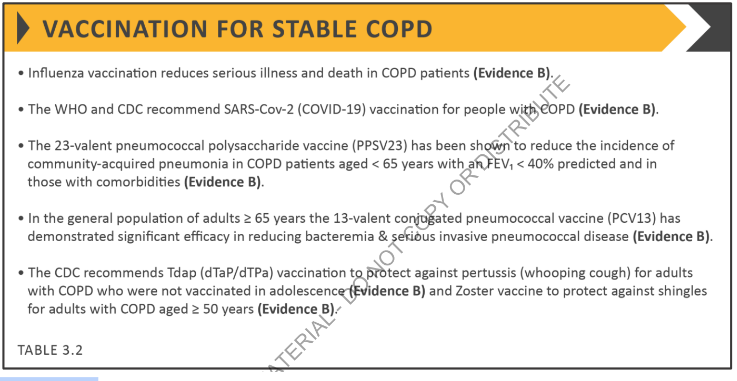 VACCINATION FOR STABLE COPD
• Influenza vaccination reduces serious illness and death in COPD patients (Evidence B).
• The WHO and CDC recommend SARS-Cov-2 (COVID-19) vaccination for people with COPD (Evidence B).
• The 23-valent pneumococcal polysaccharide vaccine (PPSV23) has been shown to reduce the incidence of
community-acquired pneumonia in COPD patients aged < 65 years with an FEV₁ < 40% predicted and in
those with comorbidities (Evidence B).
• In the general population of adults ≥ 65 years the 13-valent conjugated pneumococcal vaccine (PCV13) has
demonstrated significant efficacy in reducing bacteremia & serious invasive pneumococcal disease (Evidence B).
• The CDC recommends Tdap (dTaP/dTPa) vaccination to protect against pertussis (whooping cough) for adults
with COPD who were not vaccinated in adolescence (Evidence B) and Zoster vaccine to protect against shingles
for adults with COPD aged ≥ 50 years (Evidence B).
TABLE 3.2
ATERIAL- DO NOT COPY OR DISTRIBUTE